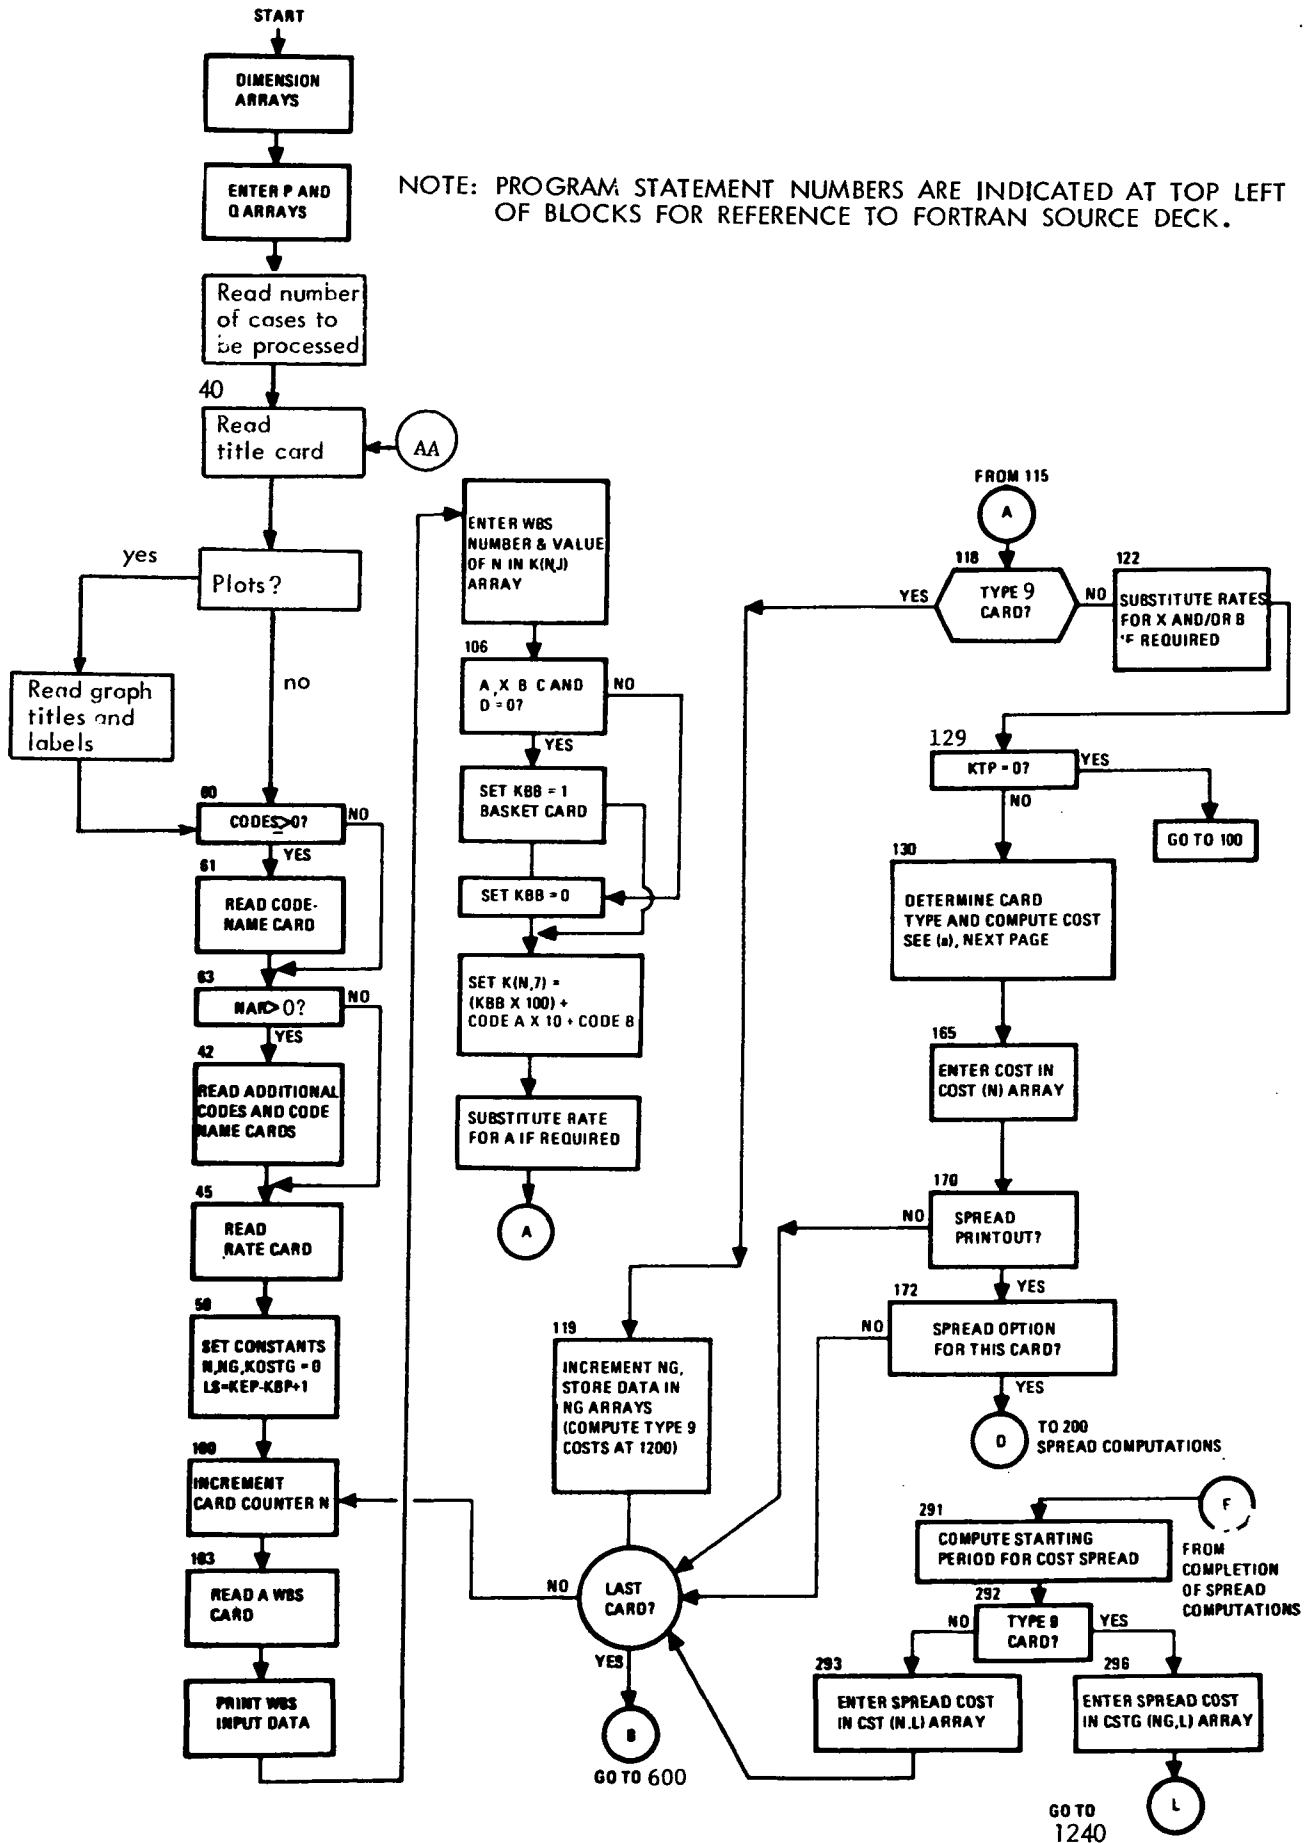 START
DIMENSION
ARRAYS
ENTER P AND
Q ARRAYS
NOTE: PROGRAM STATEMENT NUMBERS ARE INDICATED AT TOP LEFT
OF BLOCKS FOR REFERENCE TO FORTRAN SOURCE DECK.
Read number
of cases to
be processed
40
Read
title card
AA
Plots?
yes
no
Read graph
titles and
labels
60
CODES>0?
NO
YES
61
READ CODE-
NAME CARD
63
NAR>0?
NO
YES
42
READ ADDITIONAL
CODES AND CODE
NAME CARDS
45
READ
RATE CARD
50
SET CONSTANTS
N,NG,KOSTG = 0
LS=KEP-KBP+1
100
INCREMENT
CARD COUNTER N
103
READ A WBS
CARD
PRINT WBS
INPUT DATA
ENTER WBS
NUMBER & VALUE
OF N IN K(N,J)
ARRAY
106
A,X B C AND
D = 0?
NO
YES
SET KBB = 1
BASKET CARD
SET KBB = 0
SET K(N,7) =
(KBB X 100) +
CODE A X 10 + CODE B
SUBSTITUTE RATE
FOR A IF REQUIRED
A
FROM 115
A
118
TYPE 9
CARD?
YES
NO
122
SUBSTITUTE RATES
FOR X AND/OR B
IF REQUIRED
129
KTP = 0?
YES
NO
GO TO 100
130
DETERMINE CARD
TYPE AND COMPUTE COST
SEE (a), NEXT PAGE
165
ENTER COST IN
COST (N) ARRAY
170
SPREAD
PRINTOUT?
NO
YES
172
SPREAD OPTION
FOR THIS CARD?
NO
YES
D
TO 200
SPREAD COMPUTATIONS
119
INCREMENT NG,
STORE DATA IN
NG ARRAYS
(COMPUTE TYPE 9
COSTS AT 1200)
LAST
CARD?
NO
YES
B
GO TO 600
F
FROM
COMPLETION
OF SPREAD
COMPUTATIONS
291
COMPUTE STARTING
PERIOD FOR COST SPREAD
292
TYPE 9
CARD?
NO
YES
293
ENTER SPREAD COST
IN CST (N,L) ARRAY
296
ENTER SPREAD COST
IN CSTG (NG,L) ARRAY
L
GO TO
1240